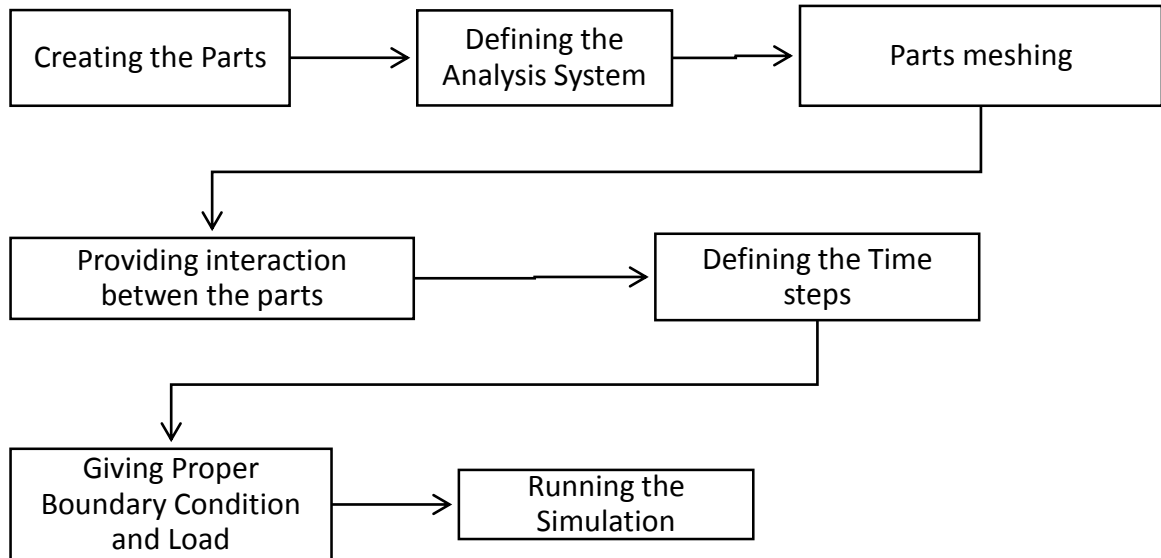 Creating the Parts
Defining the
Analysis System
Parts meshing
Providing interaction
betwen the parts
Defining the Time
steps
Giving Proper
Boundary Condition
and Load
Running the
Simulation